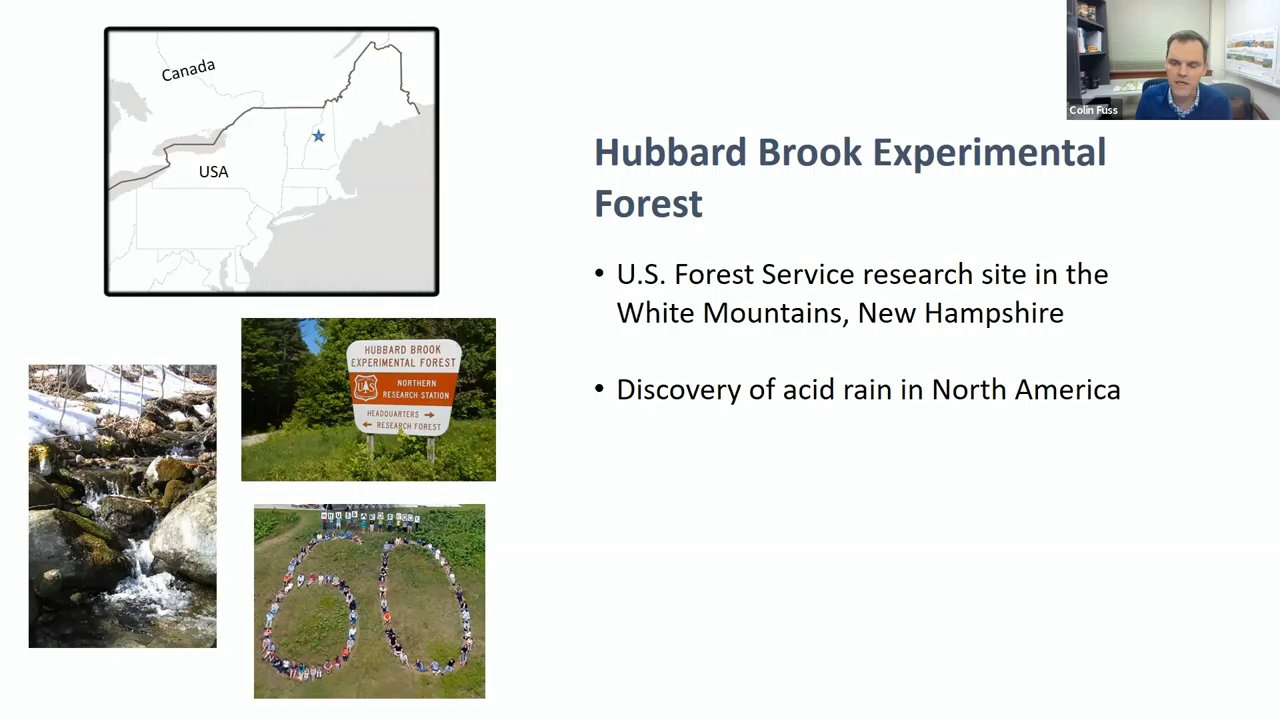 Canada
USA
Colin Fuss
Hubbard Brook Experimental
Forest
• U.S. Forest Service research site in the
White Mountains, New Hampshire
• Discovery of acid rain in North America
HUBBARD BROOK
EXPERIMENTAL FOREST
U S
NORTHERN
RESEARCH STATION
HEADQUARTERS →
← RESEARCH FOREST